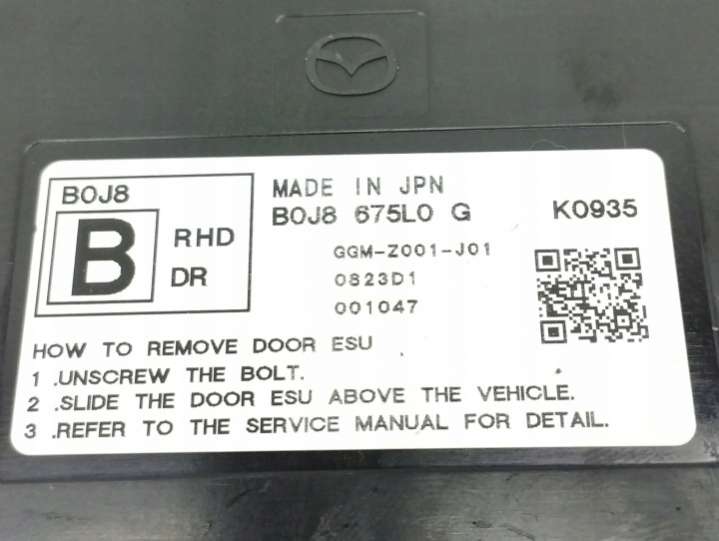 B0J8
B RHD
DR
MADE IN JPN
B0J8 675L0 G
K0935
GGM-Z001-J01
0823D1
001047
HOW TO REMOVE DOOR ESU
1 .UNSCREW THE BOLT.
2 .SLIDE THE DOOR ESU ABOVE THE VEHICLE.
3 .REFER TO THE SERVICE MANUAL FOR DETAIL.